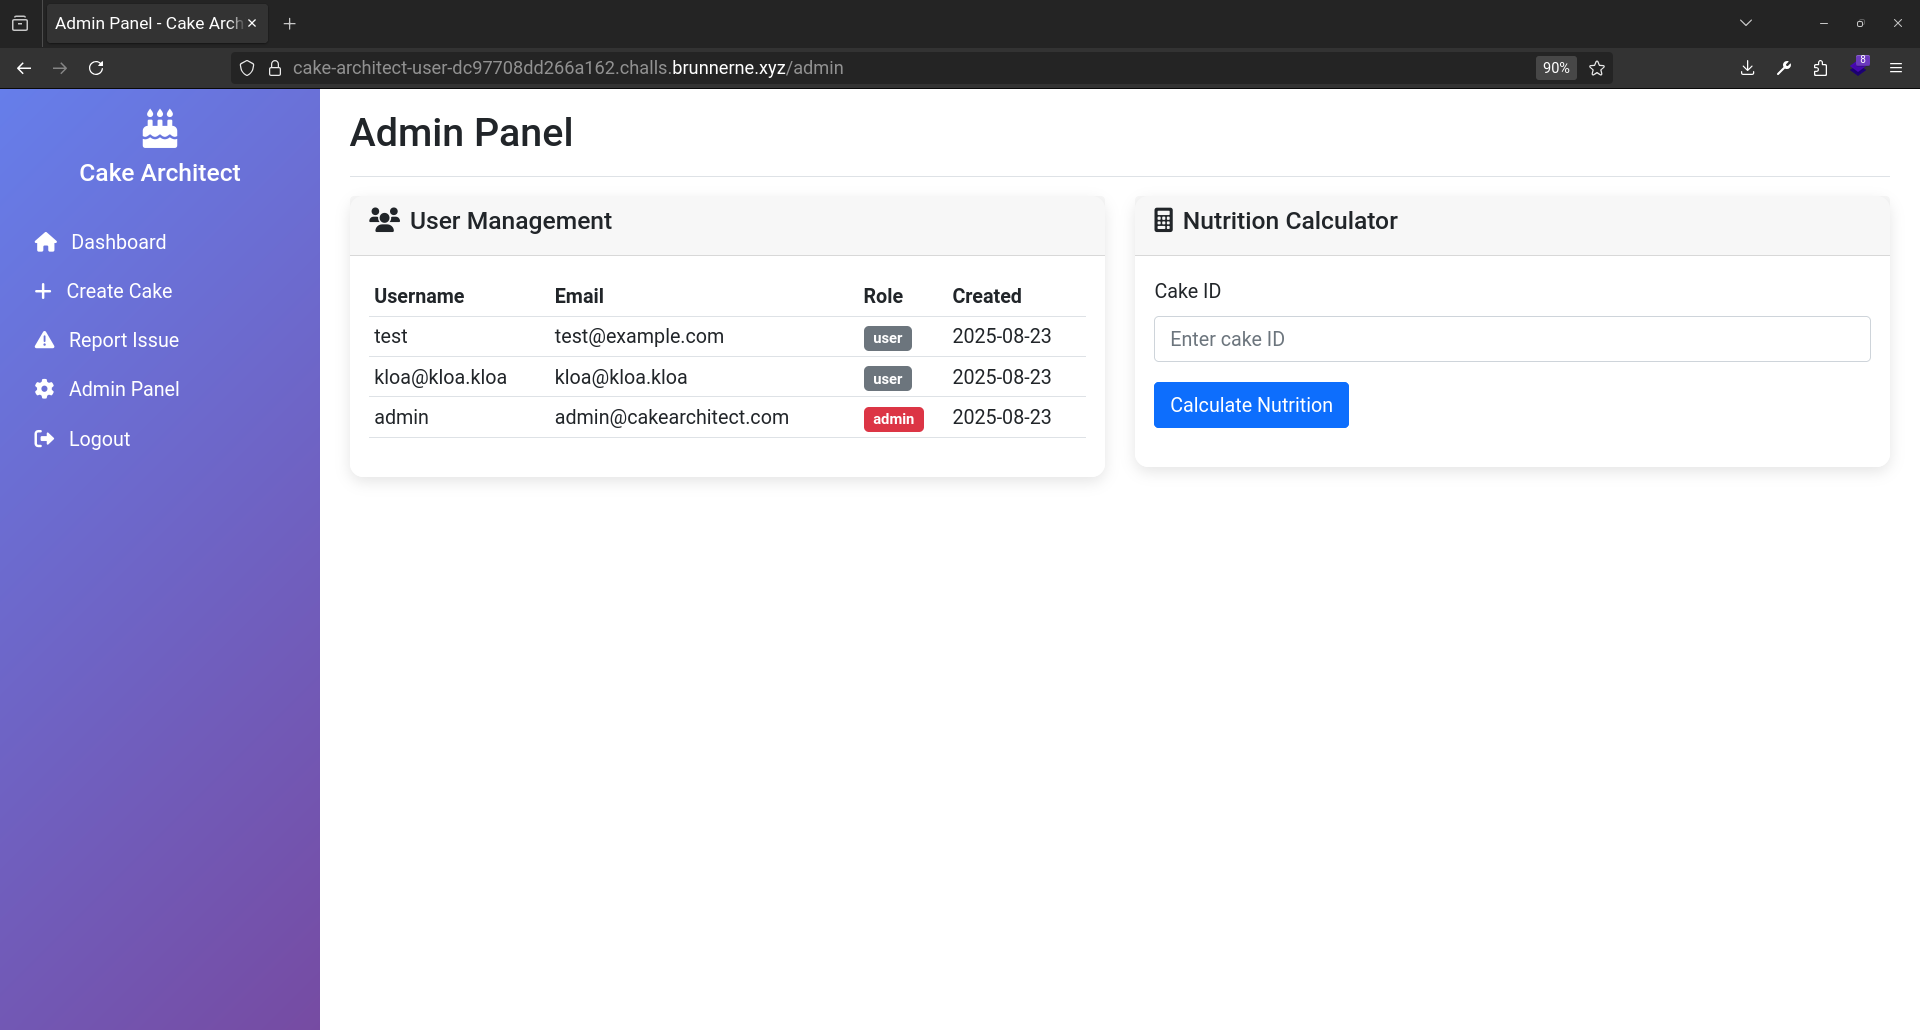 Admin Panel - Cake Arch
cake-architect-user-dc97708dd266a162.challs.brunnerne.xyz/admin
90%
8
Cake Architect
Dashboard
Create Cake
Report Issue
Admin Panel
Logout
Admin Panel
User Management
Username Email Role Created
test test@example.com user 2025-08-23
kloa@kloa.kloa kloa@kloa.kloa user 2025-08-23
admin admin@cakearchitect.com admin 2025-08-23
Nutrition Calculator
Cake ID
Enter cake ID
Calculate Nutrition